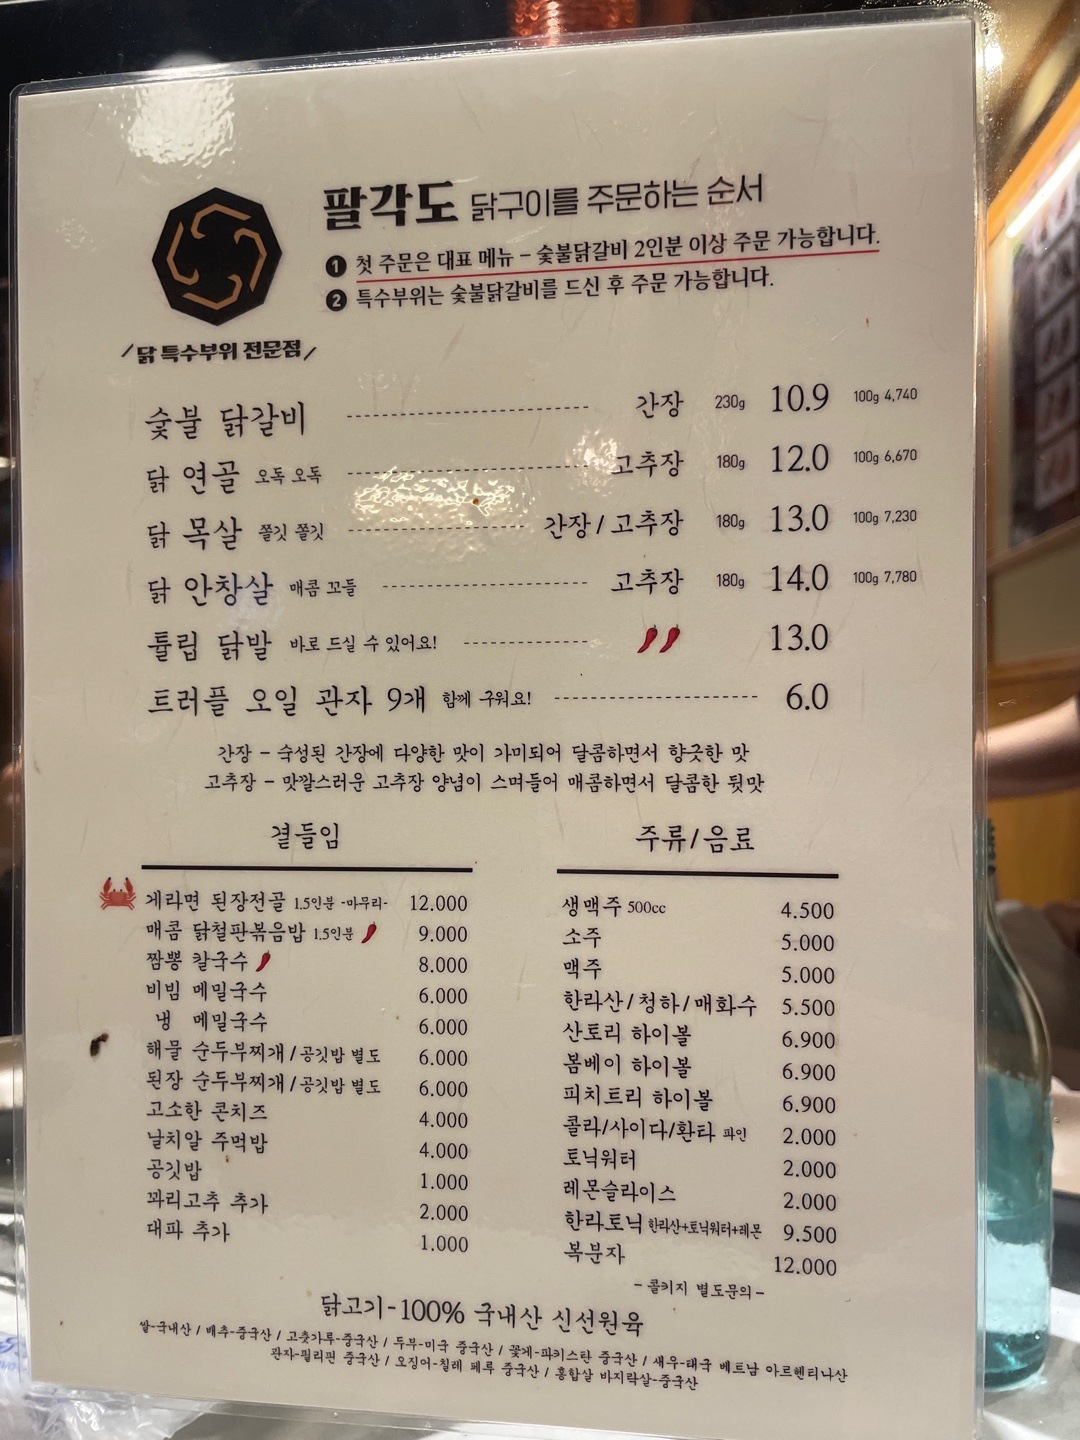 팔각도 닭구이를 주문하는 순서
1 첫 주문은 대표 메뉴 - 숯불닭갈비 2인분 이상 주문 가능합니다.
2 특수부위는 숯불닭갈비를 드신 후 주문 가능합니다.
/ 닭 특수부위 전문점 /
숯불 닭갈비 간장 230g 10.9 100g 4,740
닭 연골 오독 오독 고추장 180g 12.0 100g 6,670
닭 목살 쫄깃 쫄깃 간장 / 고추장 180g 13.0 100g 7,230
닭 안창살 매콤 꼬들 고추장 180g 14.0 100g 7,780
튤립 닭발 바로 드실 수 있어요! 13.0
트러플 오일 관자 9개 함께 구워요! 6.0
간장 - 숙성된 간장에 다양한 맛이 가미되어 달콤하면서 향긋한 맛
고추장 - 맛깔스러운 고추장 양념이 스며들어 매콤하면서 달콤한 뒷맛
곁들임
게라면 된장전골 1.5인분 -마무리- 12.000
매콤 닭철판볶음밥 1.5인분 9.000
짬뽕 칼국수 8.000
비빔 메밀국수 6.000
냉 메밀국수 6.000
해물 순두부찌개 / 공깃밥 별도 6.000
된장 순두부찌개 / 공깃밥 별도 6.000
고소한 콘치즈 4.000
날치알 주먹밥 4.000
공깃밥 1.000
꽈리고추 추가 2.000
대파 추가 1.000
주류/음료
생맥주 500cc 4.500
소주 5.000
맥주 5.000
한라산/청하/매화수 5.500
산토리 하이볼 6.900
봄베이 하이볼 6.900
피치트리 하이볼 6.900
콜라/사이다/환타 파인 2.000
토닉워터 2.000
레몬슬라이스 2.000
한라토닉 한라산+토닉워터+레몬 9.500
복분자 12.000
- 콜키지 별도문의 -
닭고기-100% 국내산 신선원육
쌀-국내산 / 배추-중국산 / 고춧가루-중국산 / 두부-미국 중국산 / 꽃게-파키스탄 중국산 / 새우-태국 베트남 아르헨티나산
관자-필리핀 중국산 / 오징어-칠레 페루 중국산 / 홍합살 바지락살-중국산